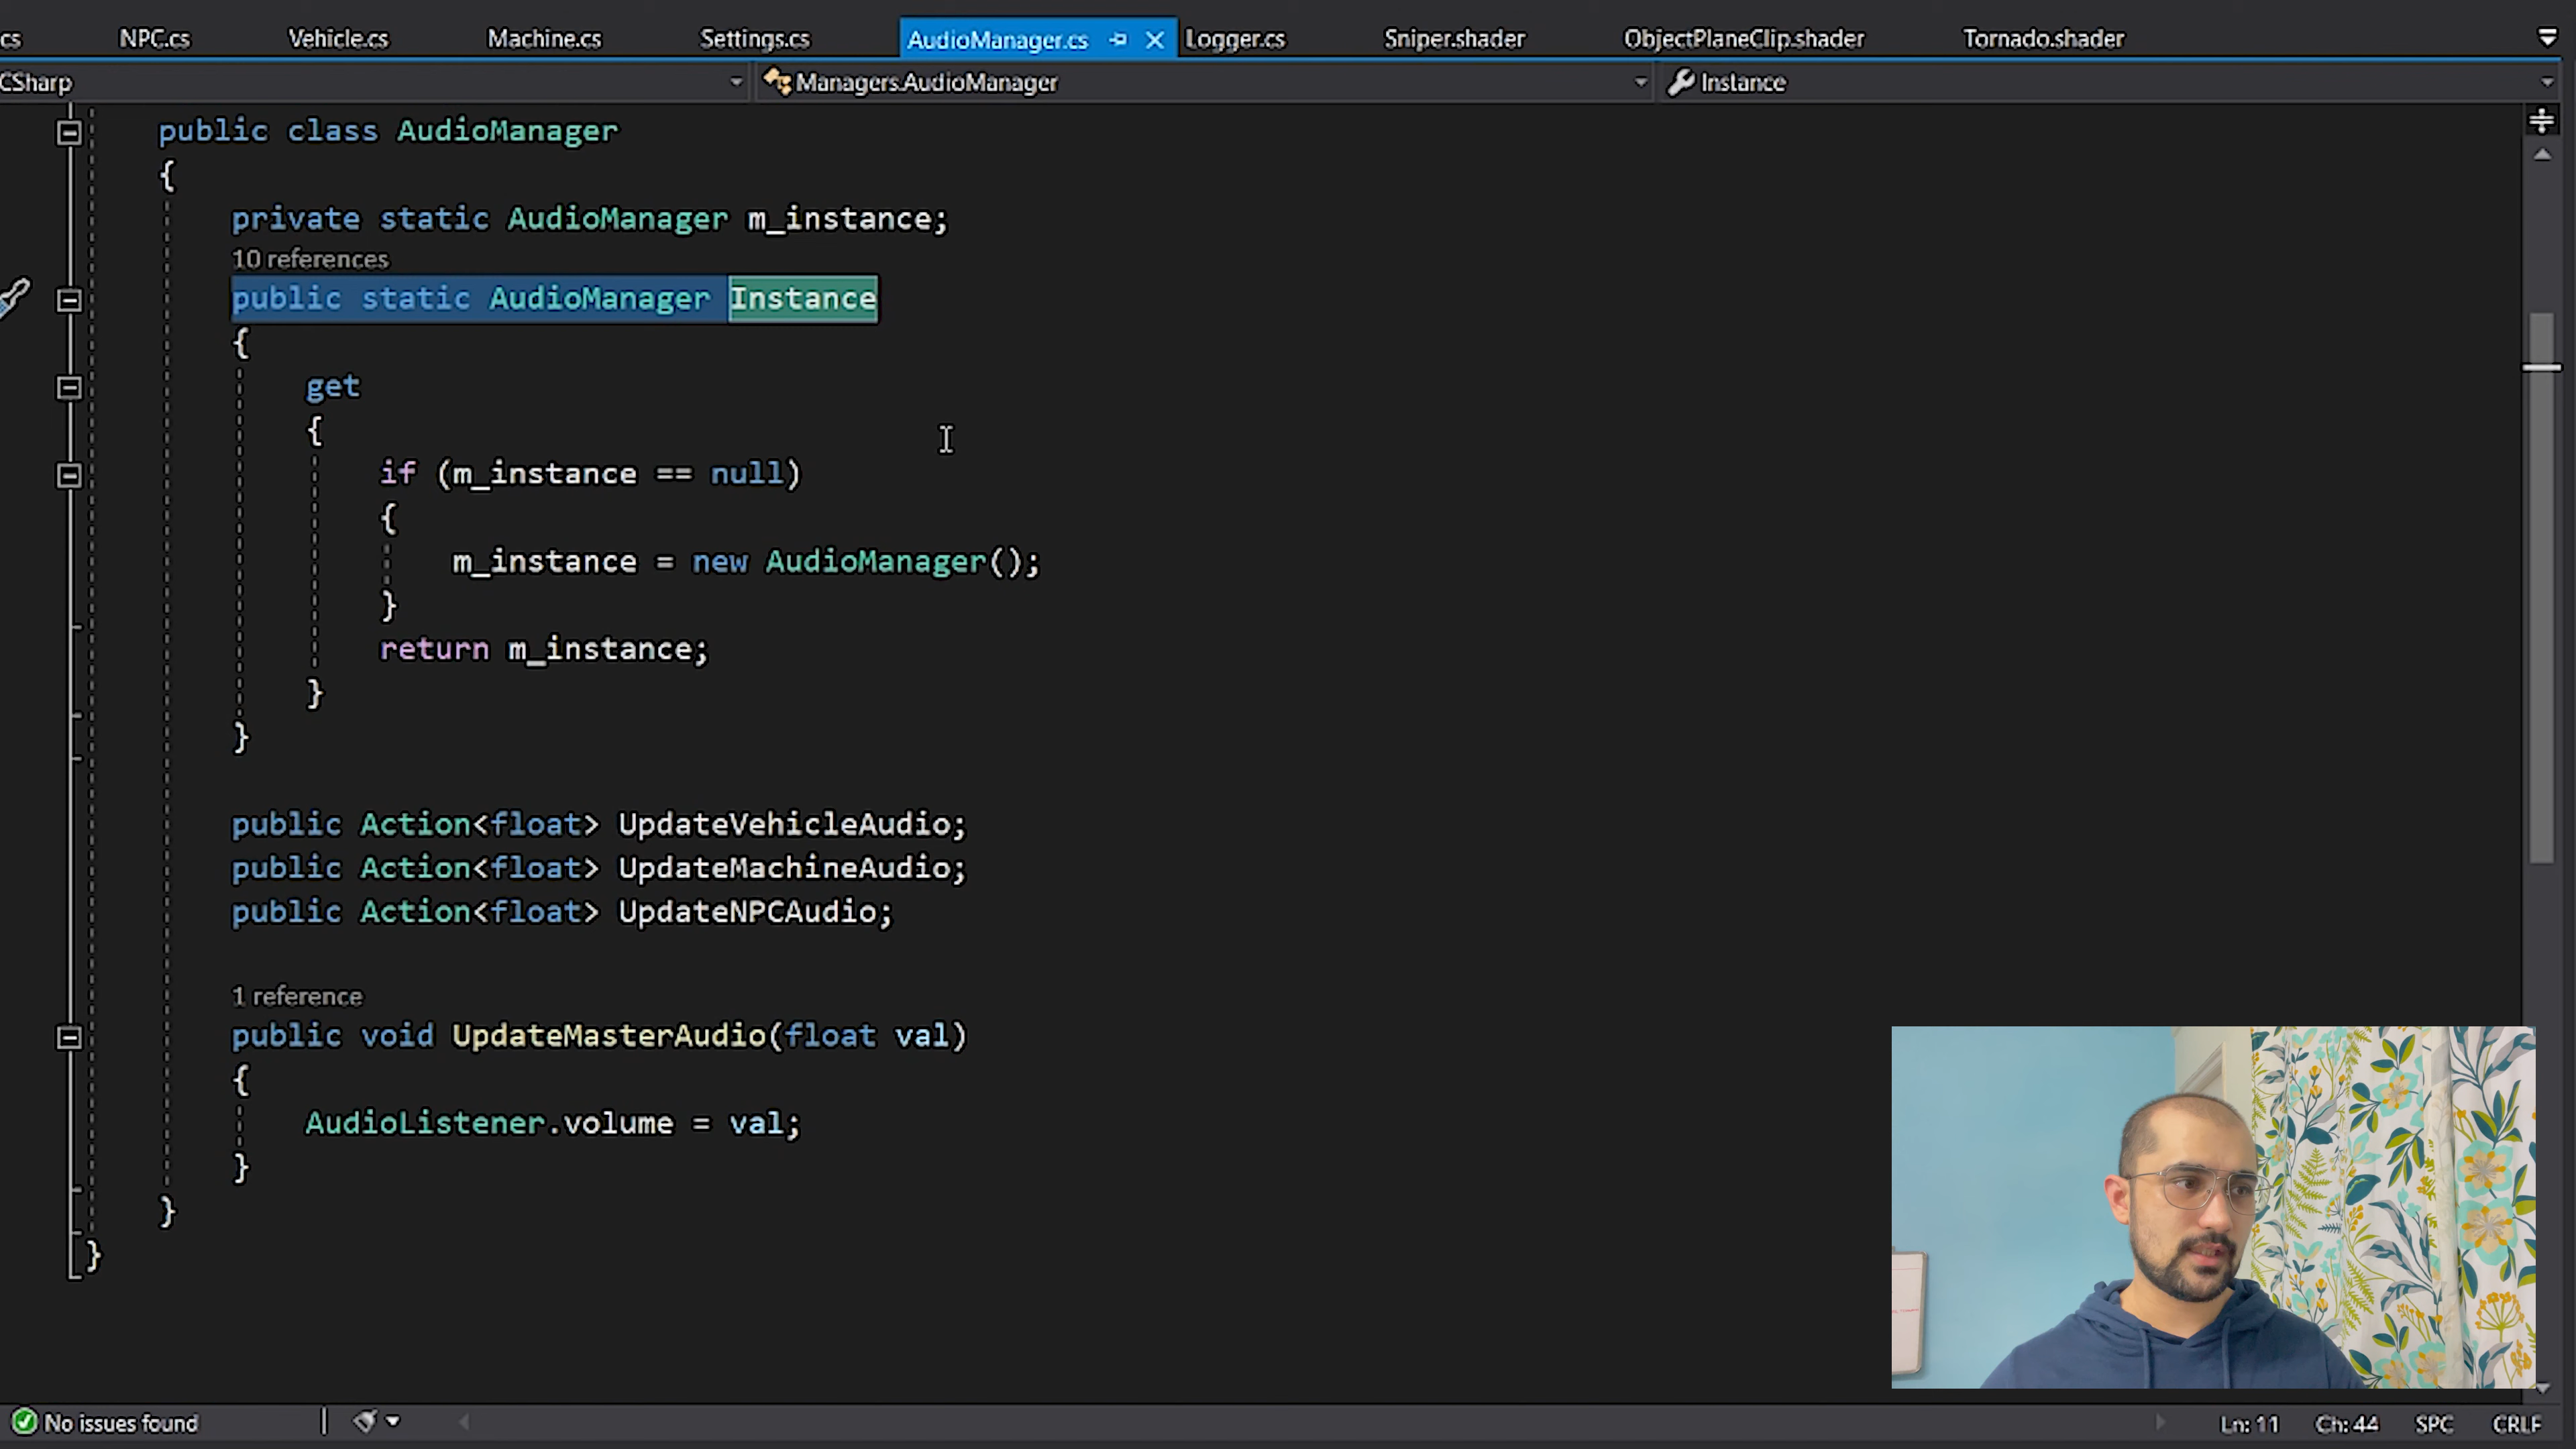 cs NPC.cs Vehicle.cs Machine.cs Settings.cs AudioManager.cs Logger.cs Sniper.shader ObjectPlaneClip.shader Tornado.shader
CSharp Managers.AudioManager Instance
public class AudioManager
{
private static AudioManager m_instance;
10 references
public static AudioManager Instance
{
get
{
if (m_instance == null)
{
m_instance = new AudioManager();
}
return m_instance;
}
}
public Action<float> UpdateVehicleAudio;
public Action<float> UpdateMachineAudio;
public Action<float> UpdateNPCAudio;
1 reference
public void UpdateMasterAudio(float val)
{
AudioListener.volume = val;
}
}
}
No issues found Ln: 11 Ch: 44 SPC CRLF